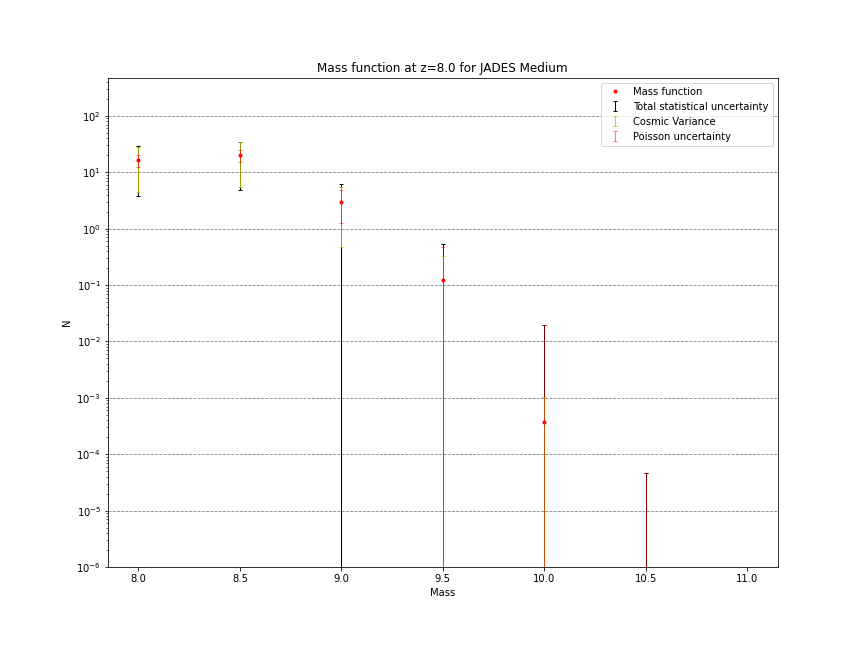 Mass function at z=8.0 for JADES Medium
Mass function
Total statistical uncertainty
Cosmic Variance
Poisson uncertainty
10²
10¹
10⁰
10⁻¹
10⁻²
10⁻³
10⁻⁴
10⁻⁵
10⁻⁶
N
8.0 8.5 9.0 9.5 10.0 10.5 11.0
Mass